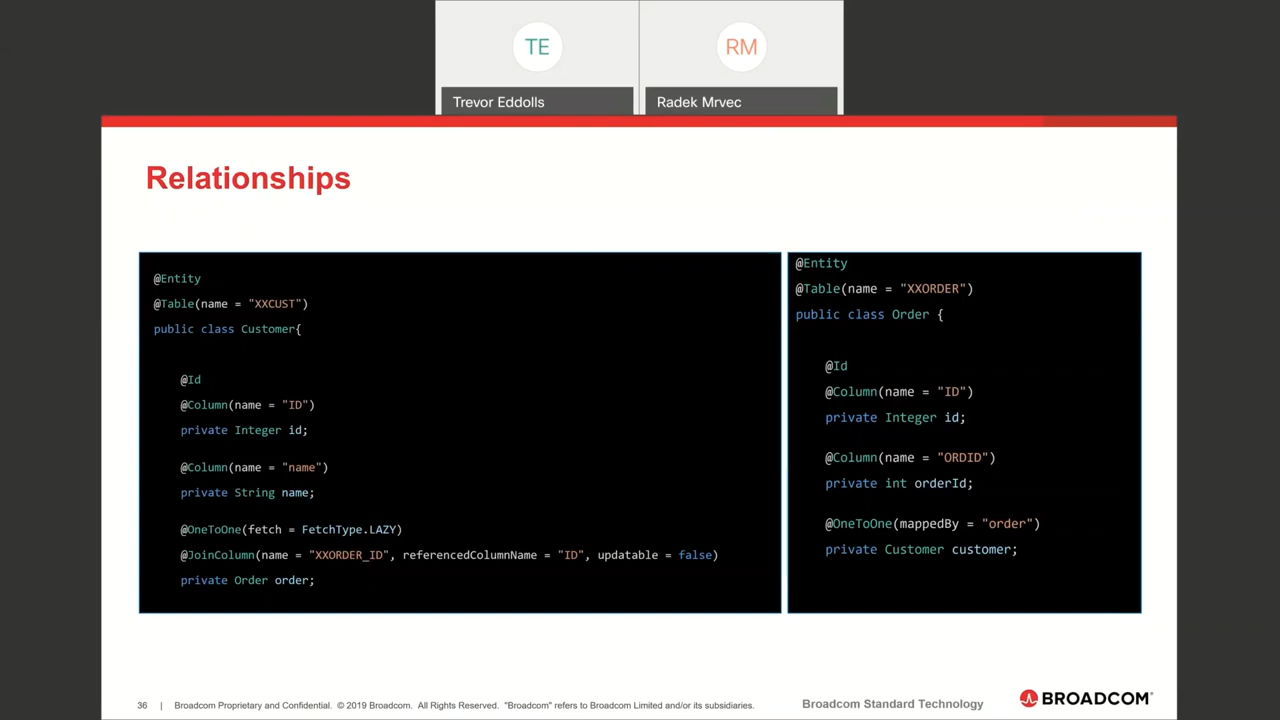 TE
RM
Trevor Eddolls
Radek Mrvec
Relationships
@Entity
@Table(name = "XXCUST")
public class Customer{
@Id
@Column(name = "ID")
private Integer id;
@Column(name = "name")
private String name;
@OneToOne(fetch = FetchType.LAZY)
@JoinColumn(name = "XXORDER_ID", referencedColumnName = "ID", updatable = false)
private Order order;
@Entity
@Table(name = "XXORDER")
public class Order {
@Id
@Column(name = "ID")
private Integer id;
@Column(name = "ORDID")
private int orderId;
@OneToOne(mappedBy = "order")
private Customer customer;
36 | Broadcom Proprietary and Confidential. © 2019 Broadcom. All Rights Reserved. "Broadcom" refers to Broadcom Limited and/or its subsidiaries.
Broadcom Standard Technology
BROADCOM®